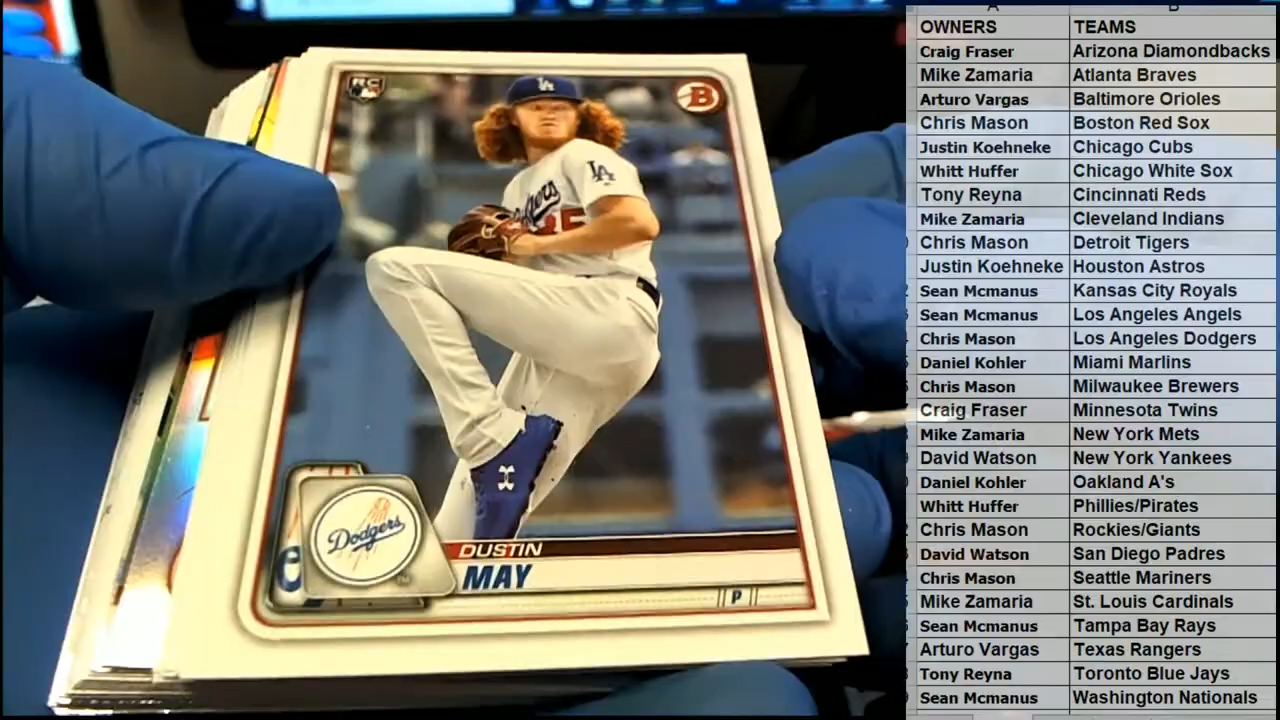 RC
B
LA
LA
Dodgers
Dodgers
TM
DUSTIN
MAY
P
A B
OWNERS TEAMS
Craig Fraser Arizona Diamondbacks
Mike Zamaria Atlanta Braves
Arturo Vargas Baltimore Orioles
Chris Mason Boston Red Sox
Justin Koehneke Chicago Cubs
Whitt Huffer Chicago White Sox
Tony Reyna Cincinnati Reds
Mike Zamaria Cleveland Indians
Chris Mason Detroit Tigers
Justin Koehneke Houston Astros
Sean Mcmanus Kansas City Royals
Sean Mcmanus Los Angeles Angels
Chris Mason Los Angeles Dodgers
Daniel Kohler Miami Marlins
Chris Mason Milwaukee Brewers
Craig Fraser Minnesota Twins
Mike Zamaria New York Mets
David Watson New York Yankees
Daniel Kohler Oakland A's
Whitt Huffer Phillies/Pirates
Chris Mason Rockies/Giants
David Watson San Diego Padres
Chris Mason Seattle Mariners
Mike Zamaria St. Louis Cardinals
Sean Mcmanus Tampa Bay Rays
Arturo Vargas Texas Rangers
Tony Reyna Toronto Blue Jays
Sean Mcmanus Washington Nationals